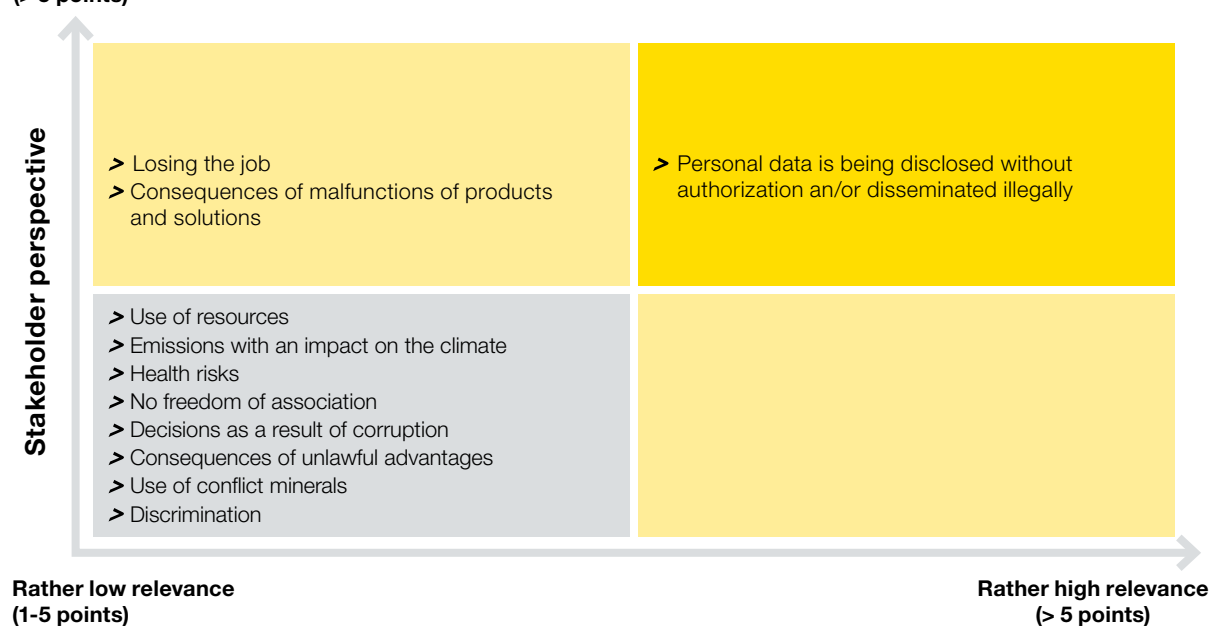 (> 5 points)
Stakeholder perspective
> Losing the job
> Consequences of malfunctions of products
and solutions
> Personal data is being disclosed without
authorization an/or disseminated illegally
> Use of resources
> Emissions with an impact on the climate
> Health risks
> No freedom of association
> Decisions as a result of corruption
> Consequences of unlawful advantages
> Use of conflict minerals
> Discrimination
Rather low relevance
(1-5 points)
Rather high relevance
(> 5 points)